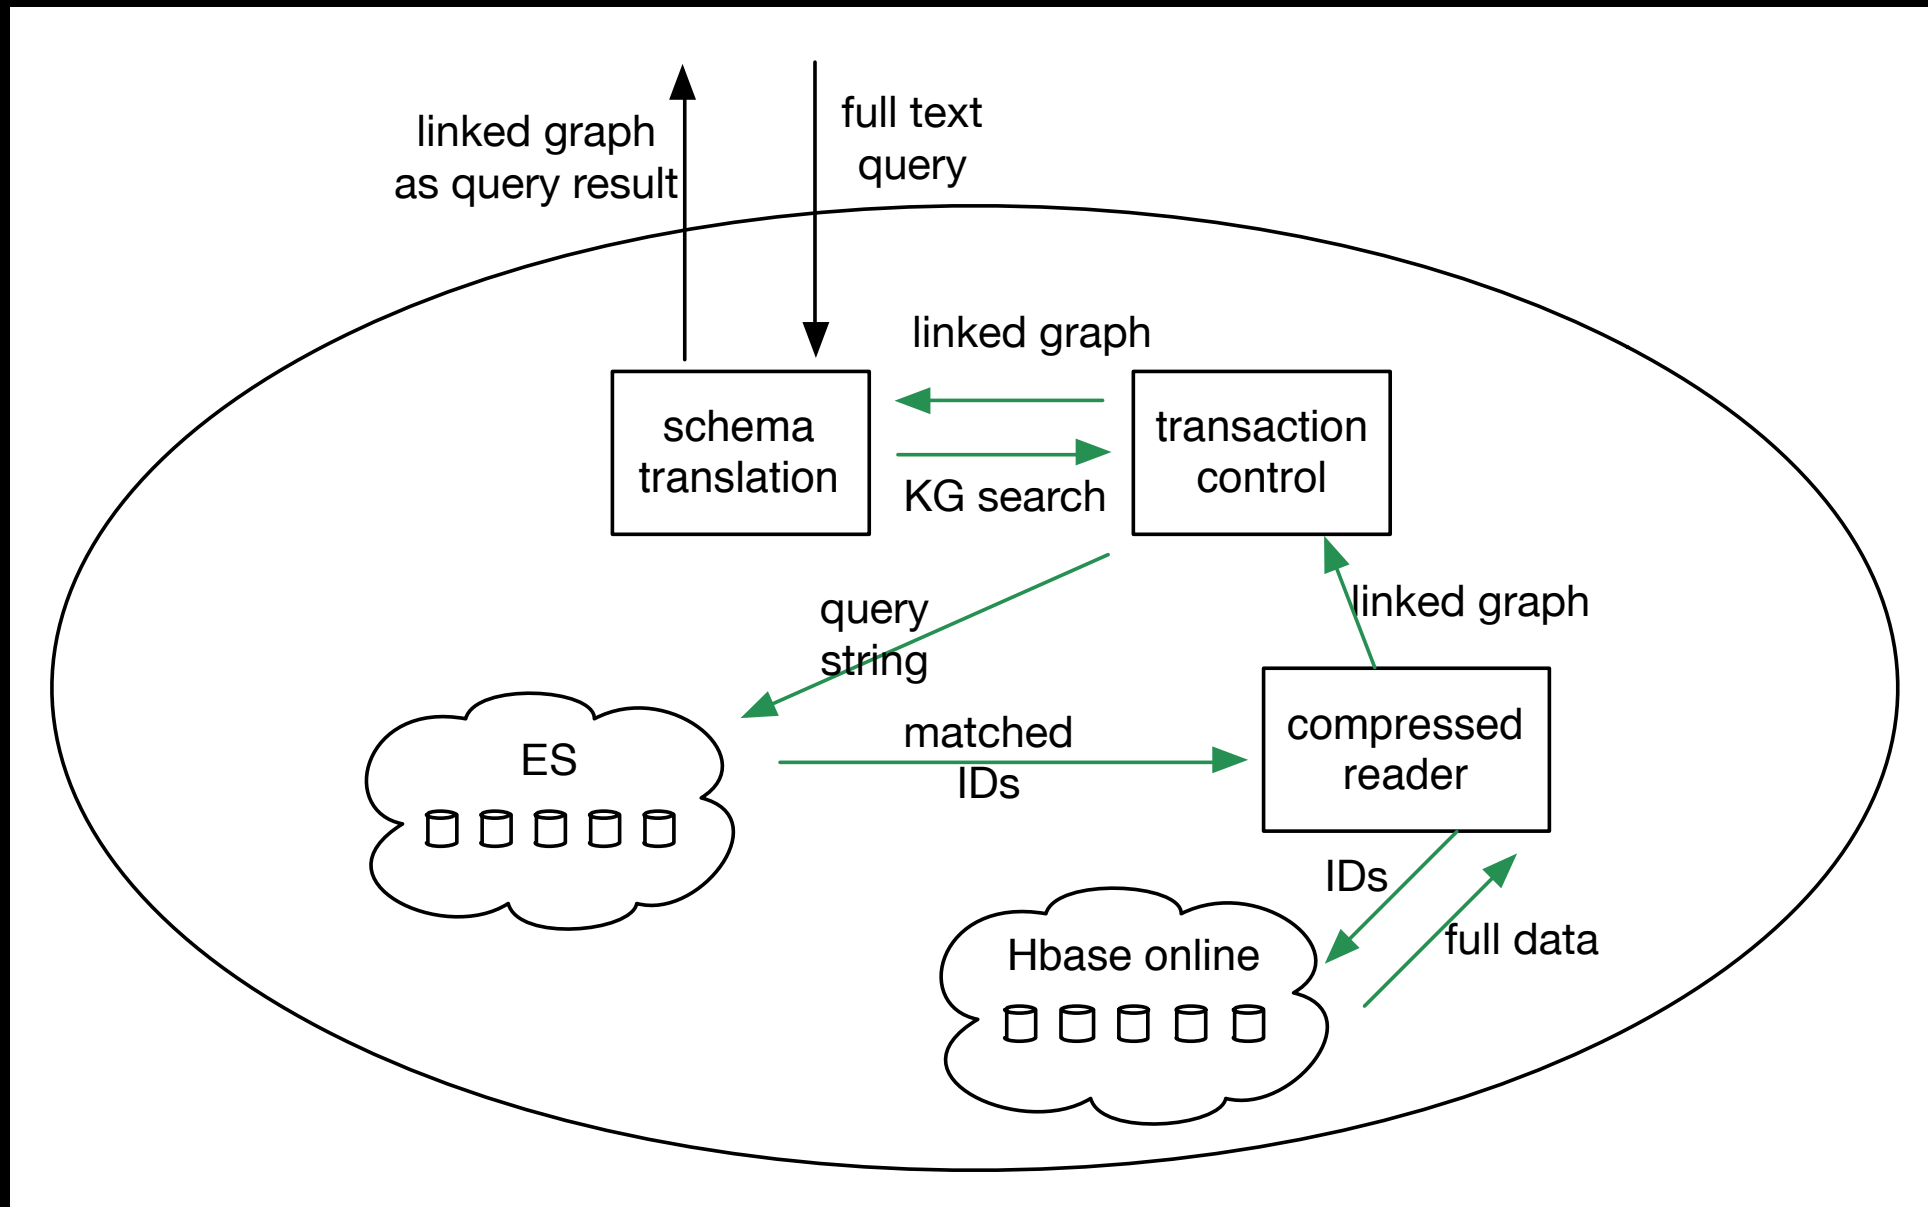 linked graph
as query result
full text
query
linked graph
schema
translation
transaction
control
KG search
query
string
linked graph
ES
matched
IDs
compressed
reader
IDs
full data
Hbase online